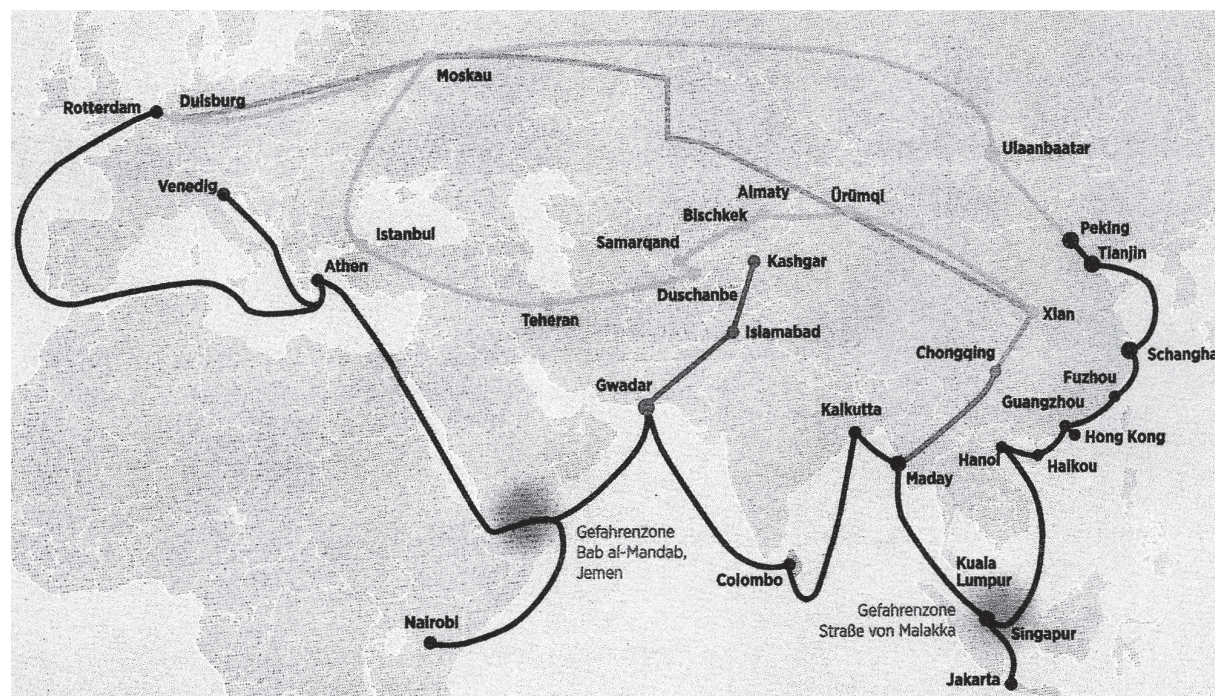 Moskau
Rotterdam
Duisburg
Ulaanbaatar
Venedig
Almaty
Ürümqi
Bischkek
Peking
Istanbul
Samarqand
Tianjin
Athen
Kashgar
Duschanbe
Teheran
Xian
Islamabad
Chongqing
Schangha
Fuzhou
Gwadar
Guangzhou
Kalkutta
Hong Kong
Hanoi
Haikou
Maday
Gefahrenzone
Bab al-Mandab,
Jemen
Colombo
Kuala
Lumpur
Gefahrenzone
Straße von Malakka
Nairobi
Singapur
Jakarta